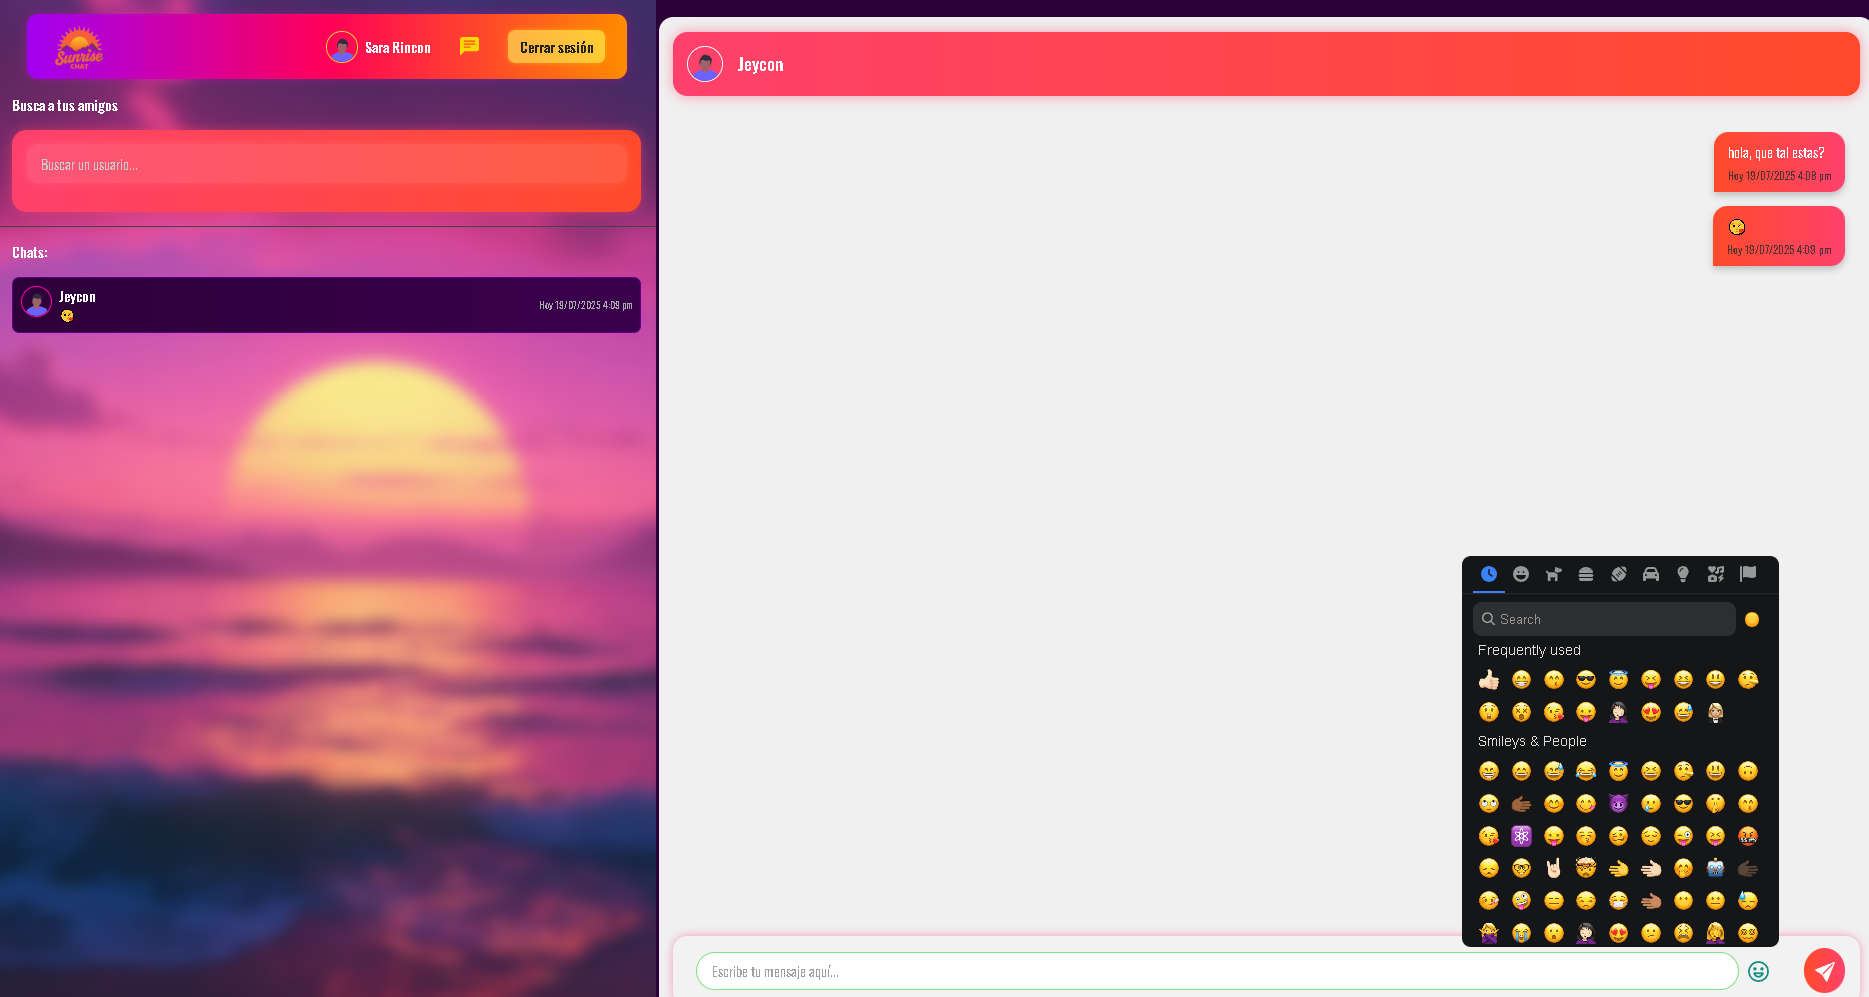 Sunrise
CHAT
Sara Rincon
Cerrar sesión
Busca a tus amigos
Buscar un usuario...
Chats:
Jeycon
Hoy 19/07/2025 4:09 pm
Jeycon
hola, que tal estas?
Hoy 19/07/2025 4:08 pm
Hoy 19/07/2025 4:09 pm
Search
Frequently used
Smileys & People
Escribe tu mensaje aquí...